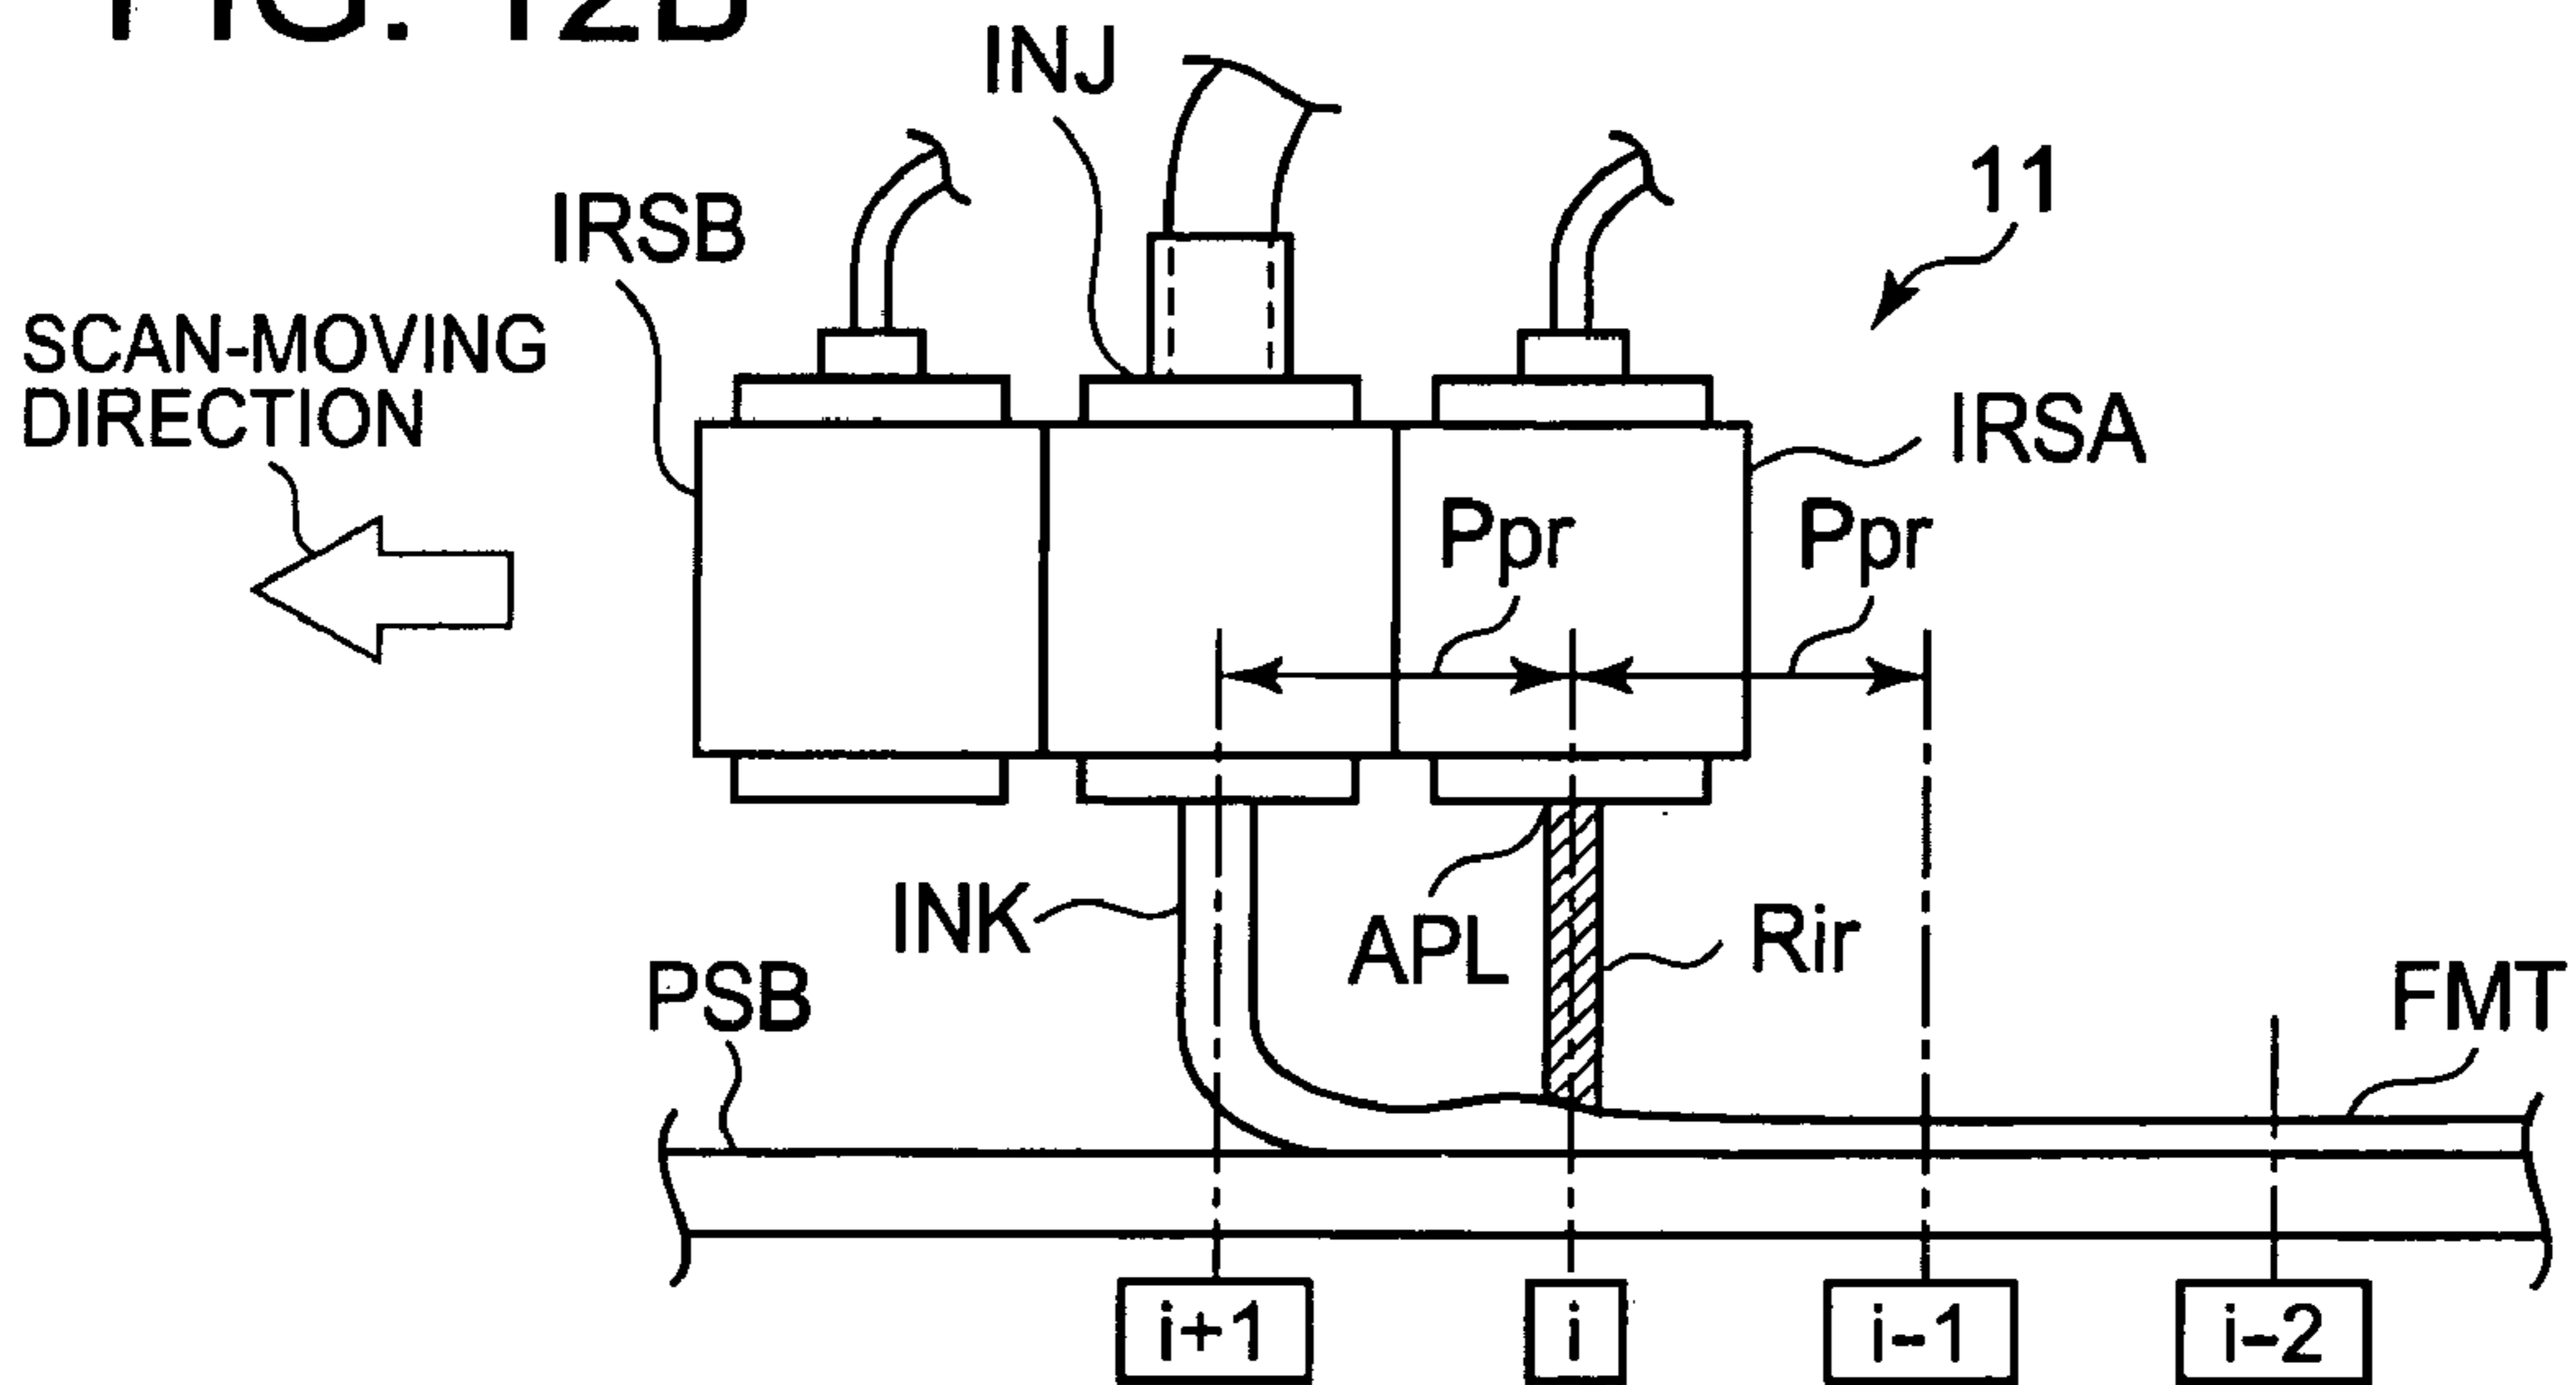 FIG. 12B
INJ
11
IRSB
SCAN-MOVING
DIRECTION
IRSA
Ppr
Ppr
INK
APL
Rir
PSB
FMT
i+1
i
i-1
i-2